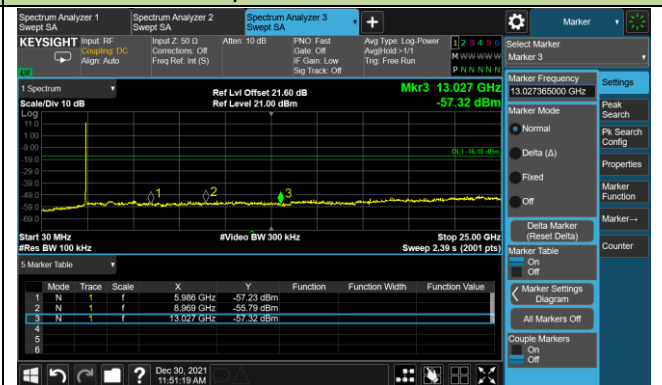 Spectrum Analyzer 1
Swept SA
Spectrum Analyzer 2
Swept SA
Spectrum Analyzer 3
Swept SA
+
Marker
KEYSIGHT
Input: RF
Coupling: DC
Align: Auto
Input Z: 50 Ω
Corrections: Off
Freq Ref: Int (S)
Atten: 10 dB
PNO: Fast
Gate: Off
IF Gain: Low
Sig Track: Off
Avg Type: Log-Power
Avg|Hold:>1/1
Trig: Free Run
1 2 3 4 5 6
M W W W W W
P N N N N N
LW
Select Marker
Marker 3
1 Spectrum
Scale/Div 10 dB
Ref Lvl Offset 21.60 dB
Ref Level 21.00 dBm
Mkr3 13.027 GHz
-57.32 dBm
Log
11.0
1.00
-9.00
-19.0
-29.0
-39.0
-49.0
-59.0
-69.0
DL1 -16.10 dBm
1
2
3
Start 30 MHz
#Res BW 100 kHz
#Video BW 300 kHz
Stop 25.00 GHz
Sweep 2.39 s (2001 pts)
5 Marker Table
Mode Trace Scale X Y Function Function Width Function Value
1 N 1 f 5.986 GHz -57.23 dBm
2 N 1 f 8.969 GHz -55.79 dBm
3 N 1 f 13.027 GHz -57.32 dBm
4
5
6
Marker Frequency
13.027365000 GHz
Marker Mode
Normal
Delta (Δ)
Fixed
Off
Delta Marker
(Reset Delta)
Marker Table
On
Off
Marker Settings
Diagram
All Markers Off
Couple Markers
On
Off
Settings
Peak
Search
Pk Search
Config
Properties
Marker
Function
Marker→
Counter
?
Dec 30, 2021
11:51:19 AM